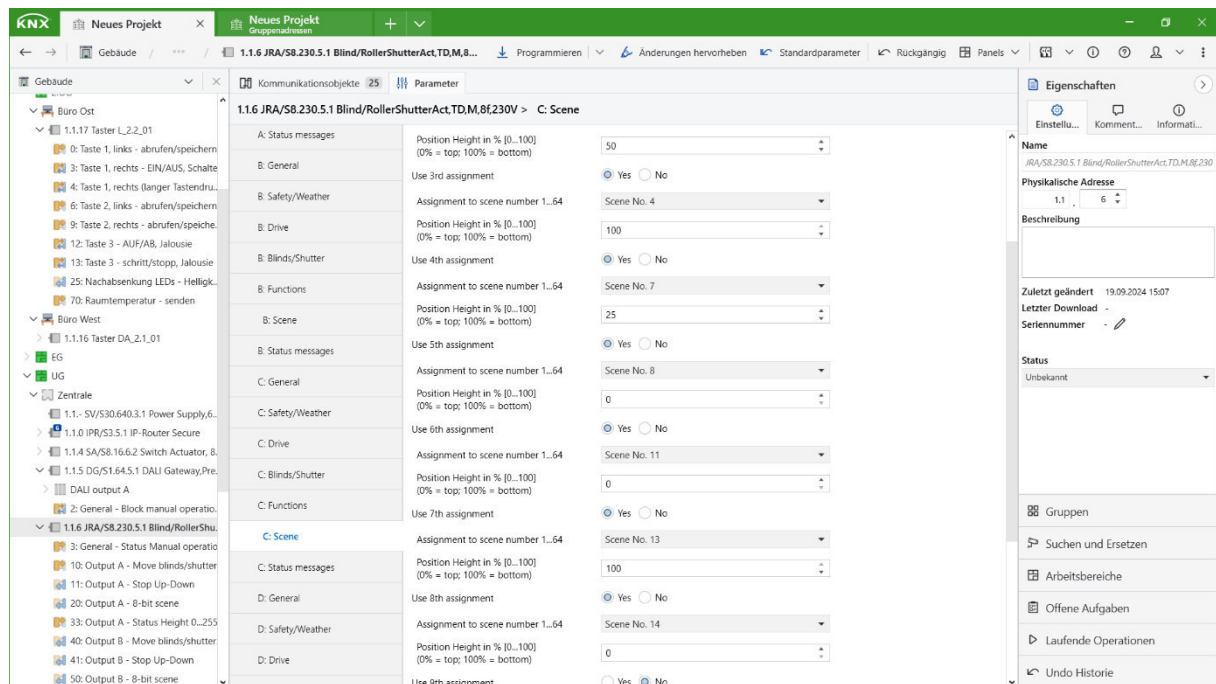 KNX
Neues Projekt
Neues Projekt
Gruppenadressen
Gebäude / ··· / 1.1.6 JRA/S8.230.5.1 Blind/RollerShutterAct,TD,M,8...
Programmieren
Änderungen hervorheben
Standardparameter
Rückgängig
Panels
Gebäude
Büro Ost
1.1.17 Taster L_2.2_01
0: Taste 1, links - abrufen/speichern
3: Taste 1, rechts - EIN/AUS, Schalte
4: Taste 1, rechts (langer Tastendru...
6: Taste 2, links - abrufen/speichern
9: Taste 2, rechts - abrufen/speiche.
12: Taste 3 - AUF/AB, Jalousie
13: Taste 3 - schritt/stopp, Jalousie
25: Nachabsenkung LEDs - Helligk..
70: Raumtemperatur - senden
Büro West
1.1.16 Taster DA_2.1_01
EG
UG
Zentrale
1.1.- SV/S30.640.3.1 Power Supply,6..
1.1.0 IPR/S3.5.1 IP-Router Secure
1.1.4 SA/S8.16.6.2 Switch Actuator, 8.
1.1.5 DG/S1.64.5.1 DALI Gateway,Pre.
DALI output A
2: General - Block manual operatio.
1.1.6 JRA/S8.230.5.1 Blind/RollerShu.
3: General - Status Manual operatio
10: Output A - Move blinds/shutter
11: Output A - Stop Up-Down
20: Output A - 8-bit scene
33: Output A - Status Height 0...255
40: Output B - Move blinds/shutter.
41: Output B - Stop Up-Down
50: Output B - 8-bit scene
Kommunikationsobjekte 25
Parameter
1.1.6 JRA/S8.230.5.1 Blind/RollerShutterAct,TD,M,8f,230V > C: Scene
A: Status messages
B: General
B: Safety/Weather
B: Drive
B: Blinds/Shutter
B: Functions
B: Scene
B: Status messages
C: General
C: Safety/Weather
C: Drive
C: Blinds/Shutter
C: Functions
C: Scene
C: Status messages
D: General
D: Safety/Weather
D: Drive
Position Height in % [0...100]
(0% = top; 100% = bottom)
50
Use 3rd assignment
Yes No
Assignment to scene number 1...64
Scene No. 4
Position Height in % [0...100]
(0% = top; 100% = bottom)
100
Use 4th assignment
Yes No
Assignment to scene number 1...64
Scene No. 7
Position Height in % [0...100]
(0% = top; 100% = bottom)
25
Use 5th assignment
Yes No
Assignment to scene number 1...64
Scene No. 8
Position Height in % [0...100]
(0% = top; 100% = bottom)
0
Use 6th assignment
Yes No
Assignment to scene number 1...64
Scene No. 11
Position Height in % [0...100]
(0% = top; 100% = bottom)
0
Use 7th assignment
Yes No
Assignment to scene number 1...64
Scene No. 13
Position Height in % [0...100]
(0% = top; 100% = bottom)
100
Use 8th assignment
Yes No
Assignment to scene number 1...64
Scene No. 14
Position Height in % [0...100]
(0% = top; 100% = bottom)
0
Use 9th assignment
Yes No
Eigenschaften
Einstellu...
Komment...
Informati...
Name
JRA/S8.230.5.1 Blind/RollerShutterAct,TD,M,8f,230
Physikalische Adresse
1.1 . 6
Beschreibung
Zuletzt geändert 19.09.2024 15:07
Letzter Download -
Seriennummer -
Status
Unbekannt
Gruppen
Suchen und Ersetzen
Arbeitsbereiche
Offene Aufgaben
Laufende Operationen
Undo Historie